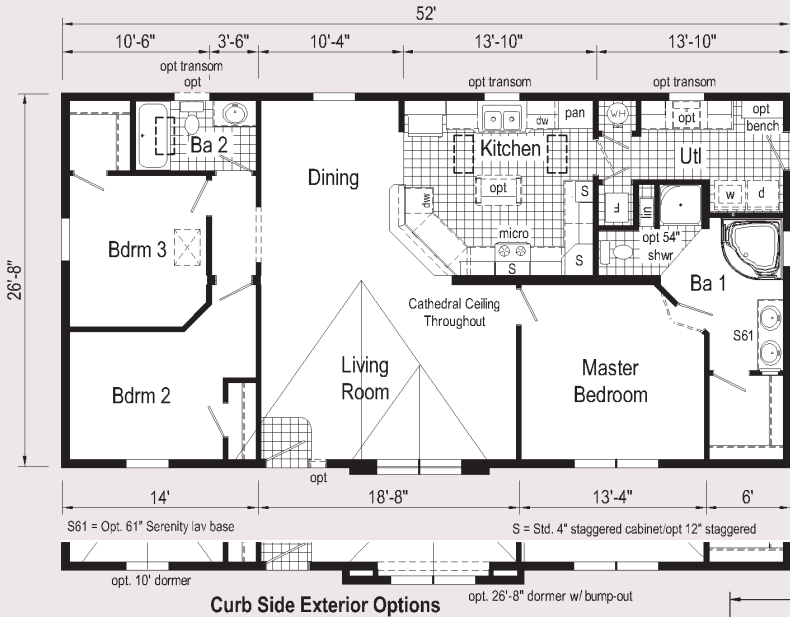 52'
10'-6"
3'-6"
10'-4"
13'-10"
13'-10"
opt transom
opt
opt transom
opt transom
26'-8"
Ba 2
Dining
dw
pan
Kitchen
opt
dw
micro
S
S
S
WH
opt
opt
bench
Utl
w
d
F
lin
opt 54"
shwr
Ba 1
S61
Bdrm 3
Cathedral Ceiling
Throughout
Living
Room
Master
Bedroom
Bdrm 2
opt
14'
18'-8"
13'-4"
6'
S61 = Opt. 61" Serenity lav base
S = Std. 4" staggered cabinet/opt 12" staggered
opt. 10' dormer
opt. 26'-8" dormer w/ bump-out
Curb Side Exterior Options